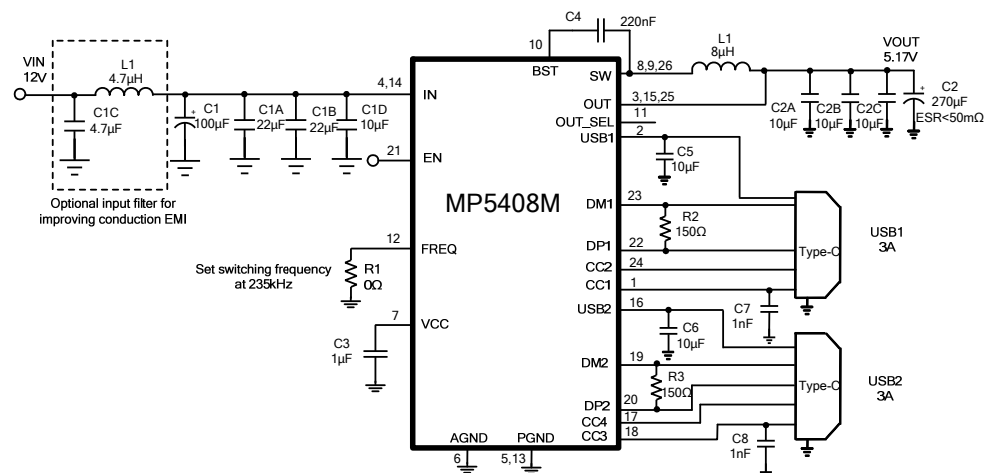 C4
220nF
10
BST
L1
8µH
VOUT
5.17V
VIN
12V
L1
4.7µH
C1C
4.7µF
C1
100µF
C1A
22µF
C1B
22µF
C1D
10µF
4,14
IN
SW
8,9,26
OUT
3,15,25
OUT_SEL
11
USB1
2
C2A
10µF
C2B
10µF
C2C
10µF
C2
270µF
ESR<50mΩ
21
EN
C5
10µF
Optional input filter for
improving conduction EMI
MP5408M
DM1
23
R2
150Ω
DP1
22
CC2
24
CC1
1
Type-C
USB1
3A
12
FREQ
Set switching frequency
at 235kHz
R1
0Ω
C7
1nF
USB2
16
7
VCC
C3
1µF
C6
10µF
DM2
19
R3
150Ω
DP2
20
CC4
17
CC3
18
Type-C
USB2
3A
C8
1nF
AGND
6
PGND
5,13